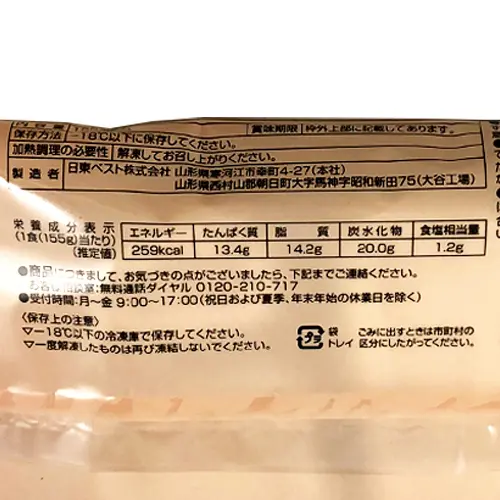 保存方法 -18℃以下に保存してください。 賞味期限 枠外上部に記載してあります。
加熱調理の必要性 解凍してお召し上がりください。
製造者 日東ベスト株式会社 山形県寒河江市幸町4-27(本社)
山形県西村山郡朝日町大字馬神字昭和新田75(大谷工場)
栄養成分表示 エネルギー たんぱく質 脂質 炭水化物 食塩相当量
(1食(155g)当たり)
(推定値) 259kcal 13.4g 14.2g 20.0g 1.2g
●商品につきまして、お気づきの点がございましたら、下記までご連絡ください。
お客様相談室:無料通話ダイヤル 0120-210-717
●受付時間:月~金 9:00~17:00(祝日および夏季、年末年始の休業日を除く)
<保存上の注意>
▽-18℃以下の冷凍庫で保存してください。
▽一度解凍したものは再び凍結しないでください。
プラ 袋 トレイ
ごみに出すときは市町村の
区分にしたがってください。